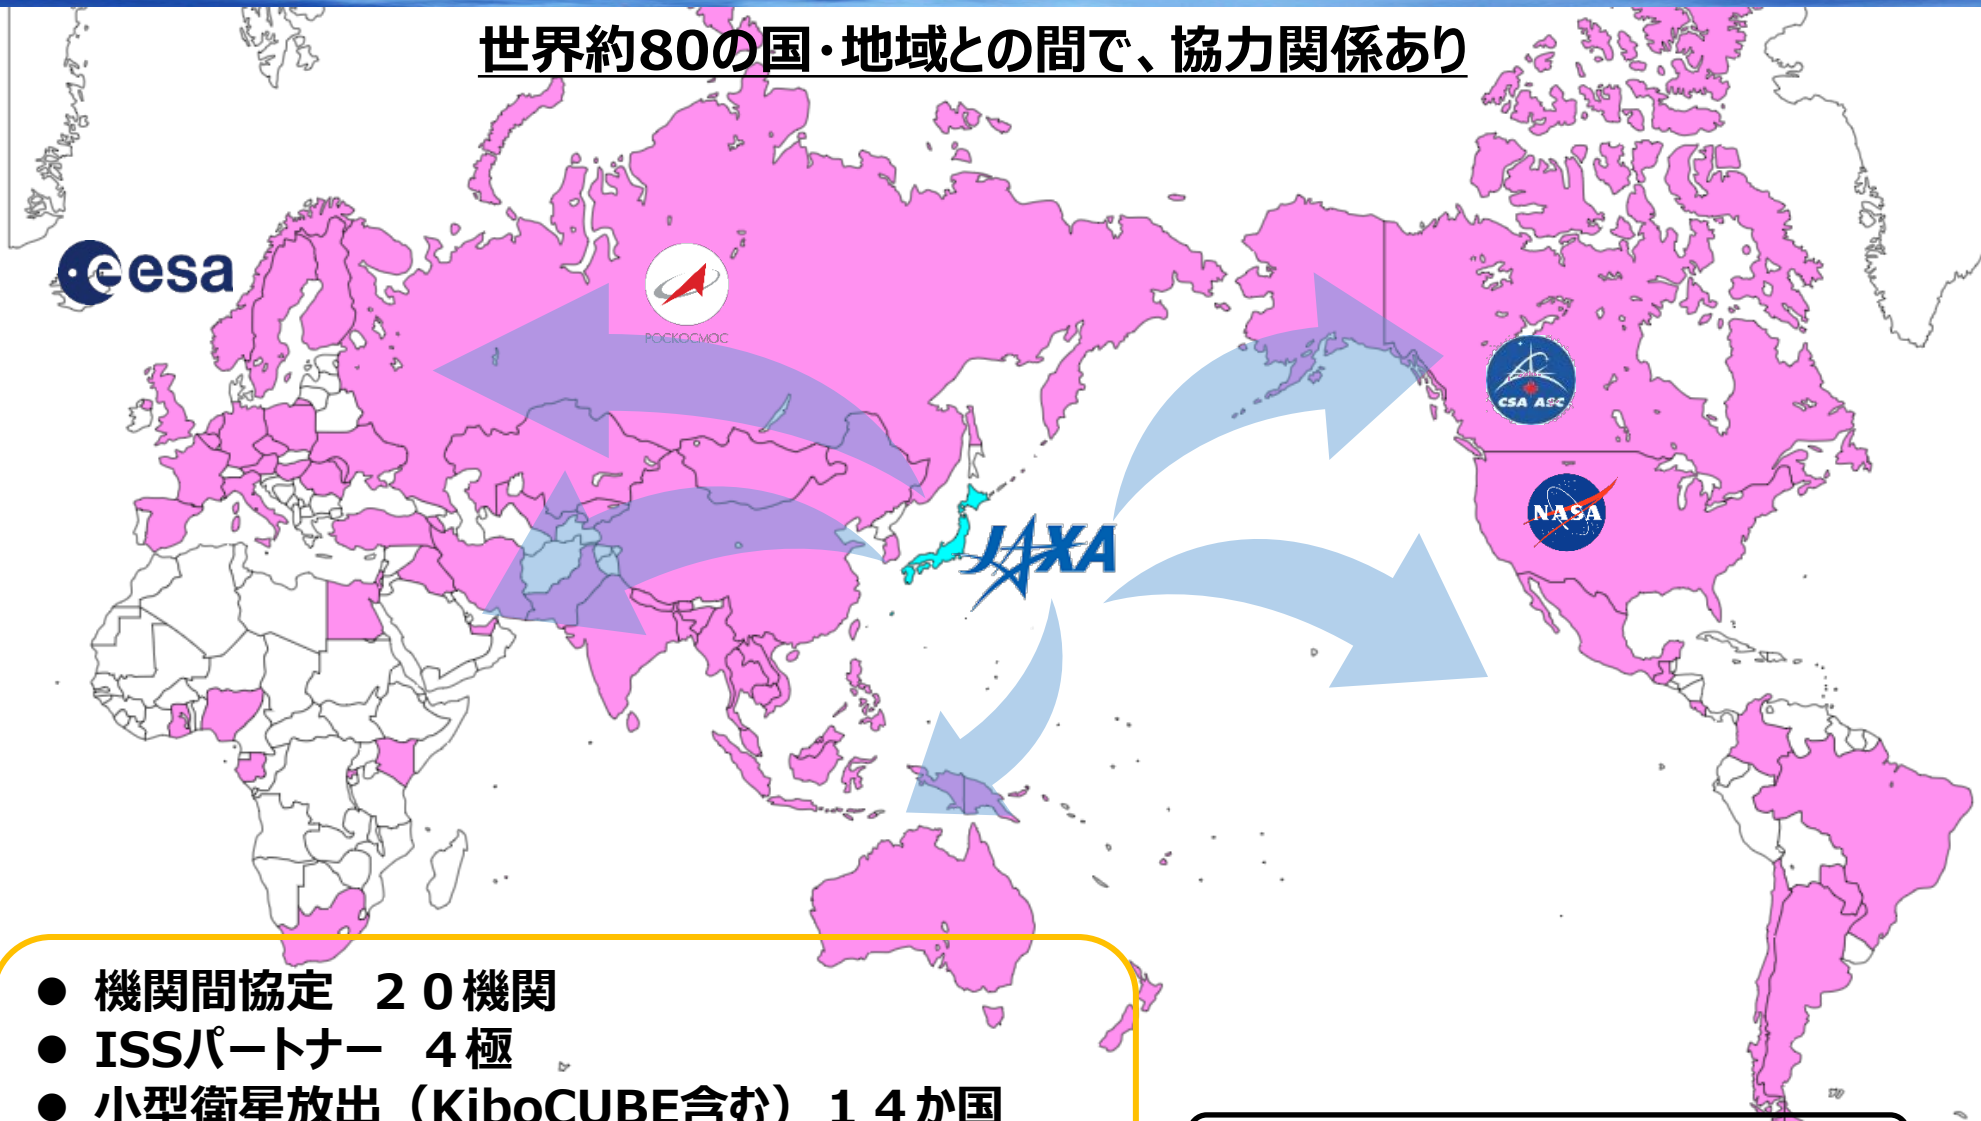 世界約80の国・地域との間で、協力関係あり
esa
РОСКОСМОС
CSA ASC
NASA
JAXA
● 機関間協定　２０機関
● ISSパートナー　４極
● 小型衛星放出（KiboCUBE含む）１４か国